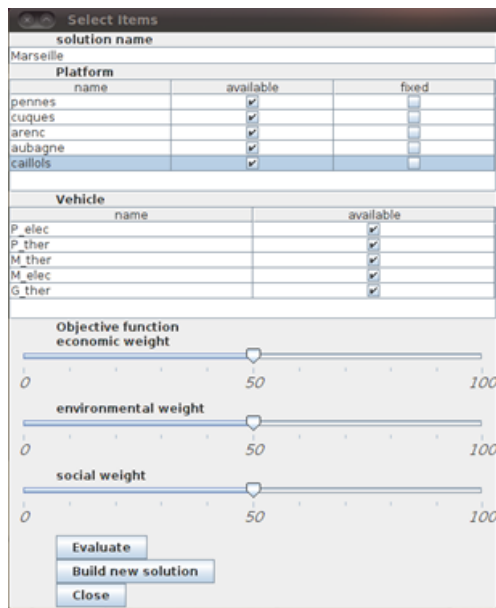 Select Items
solution name
Marseille
Platform
name available fixed
pennes
cuques
arenc
aubagne
caillols
Vehicle
name available
P_elec
P_ther
M_ther
M_elec
G_ther
Objective function
economic weight
0 50 100
environmental weight
0 50 100
social weight
0 50 100
Evaluate
Build new solution
Close